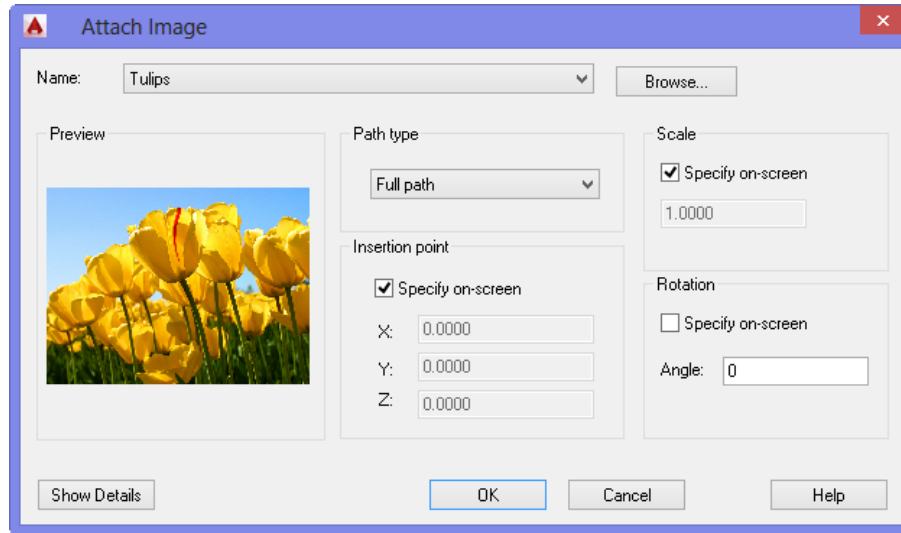 Attach Image
Name: Tulips Browse...
Preview
Path type
Full path
Insertion point
Specify on-screen
X: 0.0000
Y: 0.0000
Z: 0.0000
Scale
Specify on-screen
1.0000
Rotation
Specify on-screen
Angle: 0
Show Details OK Cancel Help